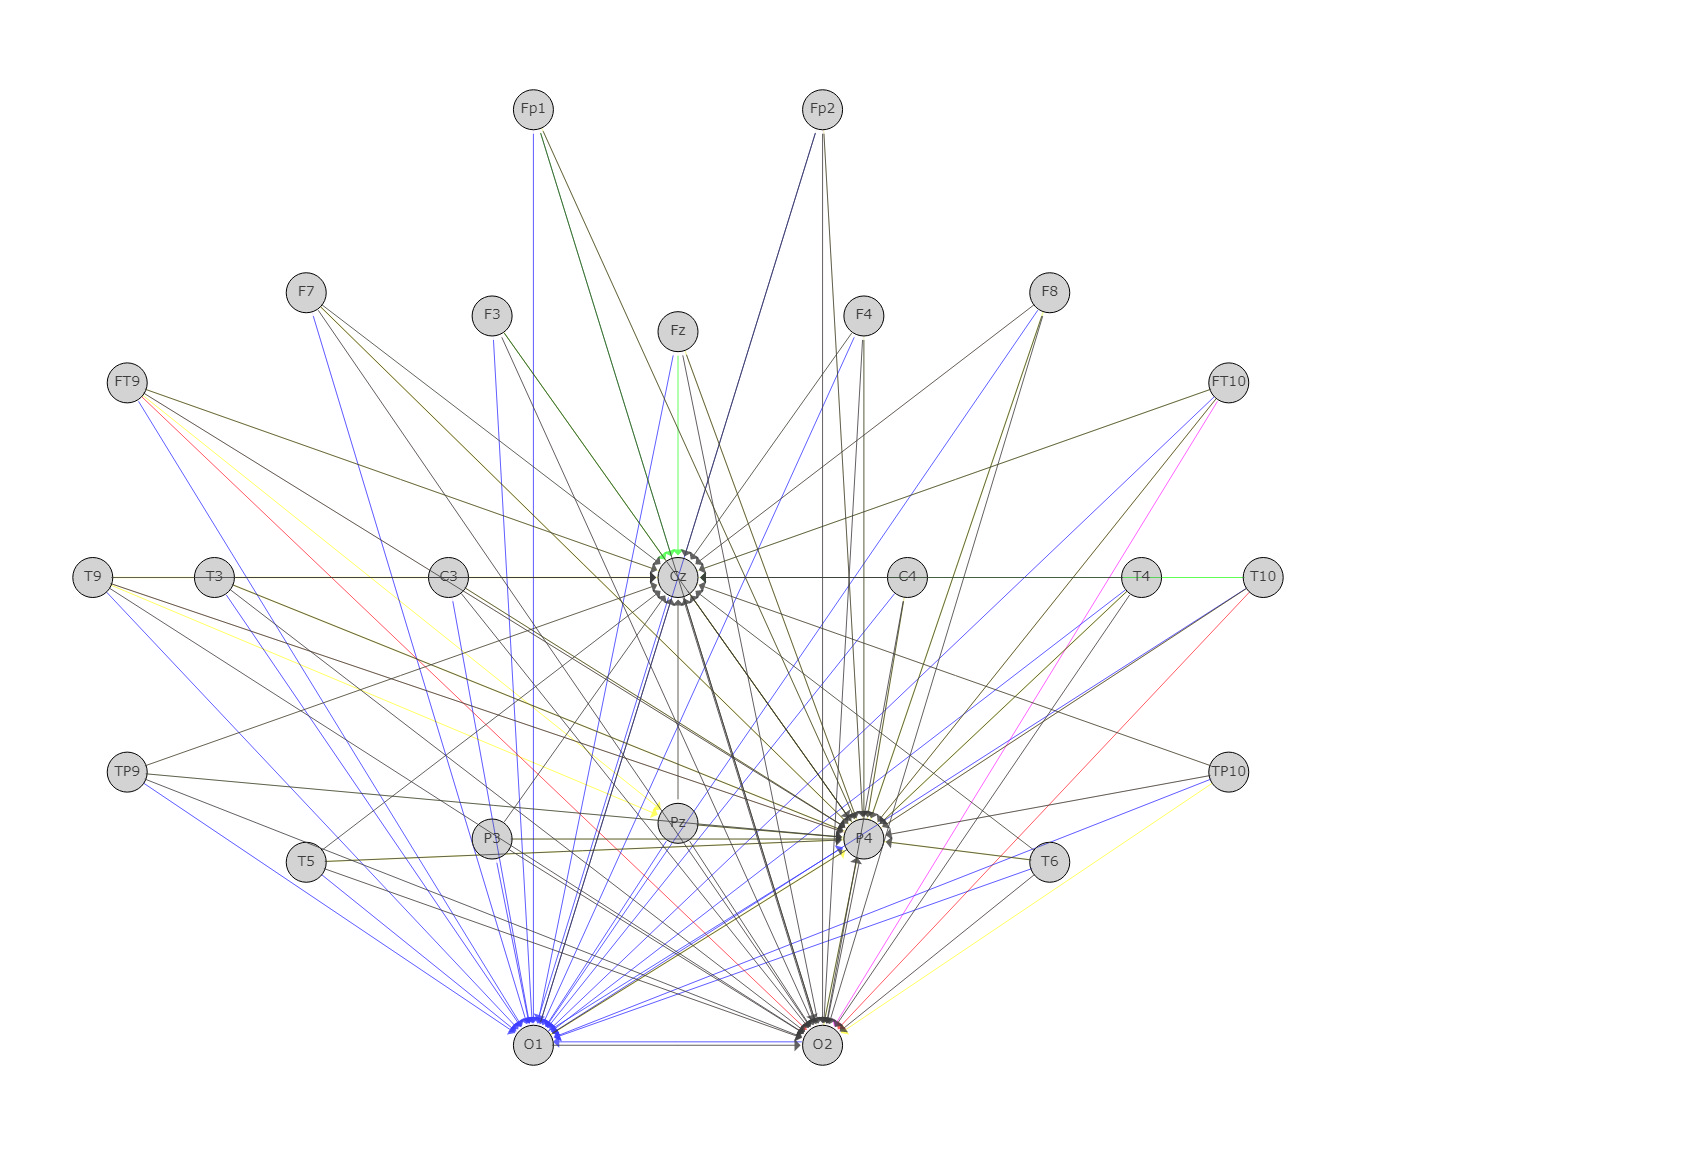 Fp1 Fp2
F7 F3 Fz F4 F8
FT9 FT10
T9 T3 C3 Cz C4 T4 T10
TP9 TP10
T5 P3 Pz P4 T6
O1 O2